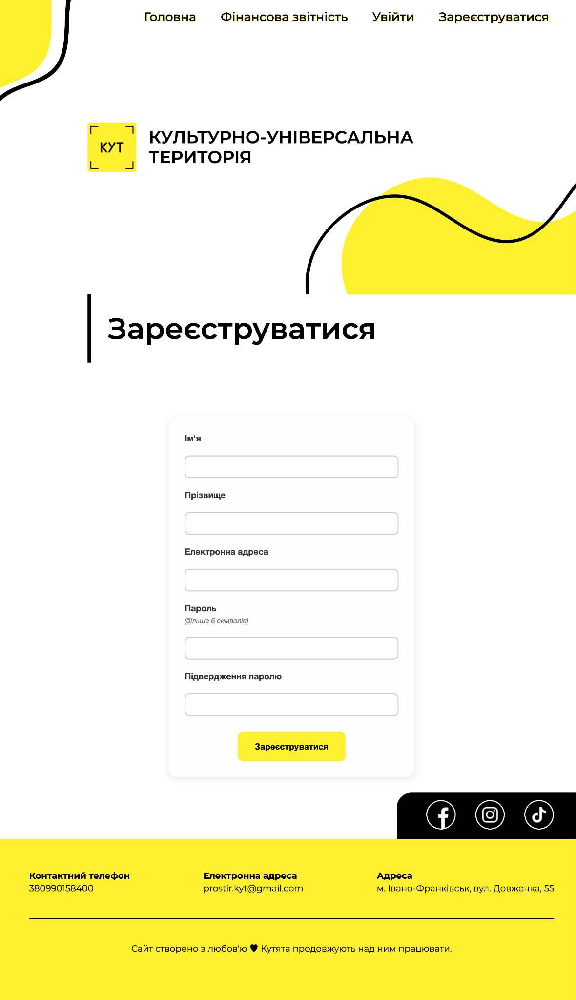 Головна Фінансова звітність Увійти Зареєструватися
КУТ
КУЛЬТУРНО-УНІВЕРСАЛЬНА
ТЕРИТОРІЯ
Зареєструватися
Ім'я
Прізвище
Електронна адреса
Пароль
(більше 6 символів)
Підвердження паролю
Зареєструватися
Контактний телефон
380990158400
Електронна адреса
prostir.kyt@gmail.com
Адреса
м. Івано-Франківськ, вул. Довженка, 55
Сайт створено з любов'ю ♥ Кутята продовжують над ним працювати.